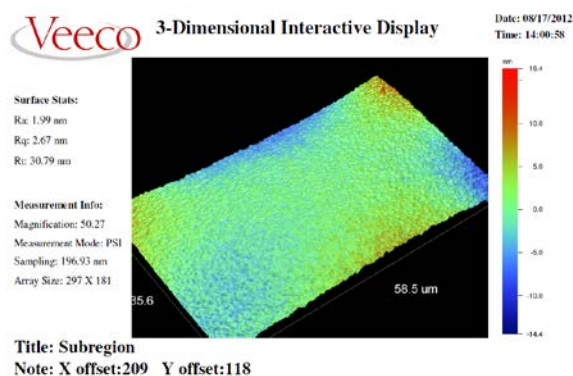 Veeco
3-Dimensional Interactive Display
Date: 08/17/2012
Time: 14:00:58
Surface Stats:
Ra: 1.99 nm
Rq: 2.67 nm
Rt: 30.79 nm
Measurement Info:
Magnification: 50.27
Measurement Mode: PSI
Sampling: 196.93 nm
Array Size: 297 X 181
nm
16.4
10.0
5.0
0.0
-5.0
-10.0
-14.4
35.6
58.5 um
Title: Subregion
Note: X offset:209 Y offset:118